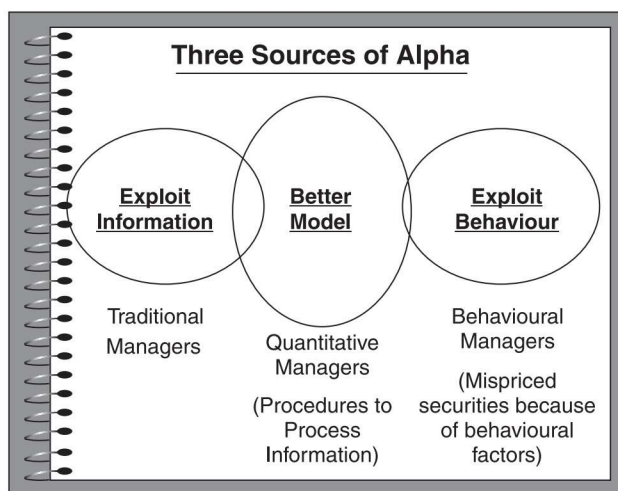 Three Sources of Alpha
Exploit
Information
Better
Model
Exploit
Behaviour
Traditional
Managers
Quantitative
Managers
(Procedures to
Process
Information)
Behavioural
Managers
(Mispriced
securities because
of behavioural
factors)